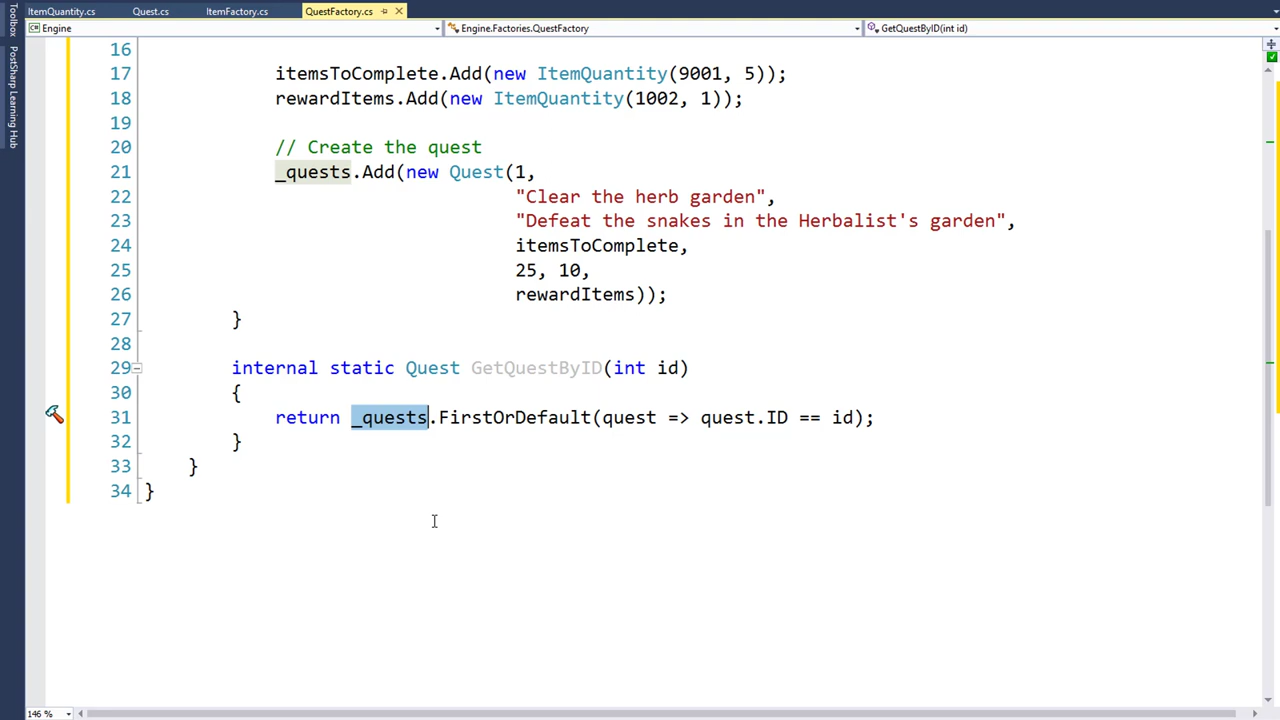 ItemQuantity.cs Quest.cs ItemFactory.cs QuestFactory.cs
Engine Engine.Factories.QuestFactory GetQuestByID(int id)
Toolbox
PostSharp Learning Hub
16
17 itemsToComplete.Add(new ItemQuantity(9001, 5));
18 rewardItems.Add(new ItemQuantity(1002, 1));
19
20 // Create the quest
21 _quests.Add(new Quest(1,
22 "Clear the herb garden",
23 "Defeat the snakes in the Herbalist's garden",
24 itemsToComplete,
25 25, 10,
26 rewardItems));
27 }
28
29 internal static Quest GetQuestByID(int id)
30 {
31 return _quests.FirstOrDefault(quest => quest.ID == id);
32 }
33 }
34 }
146 %